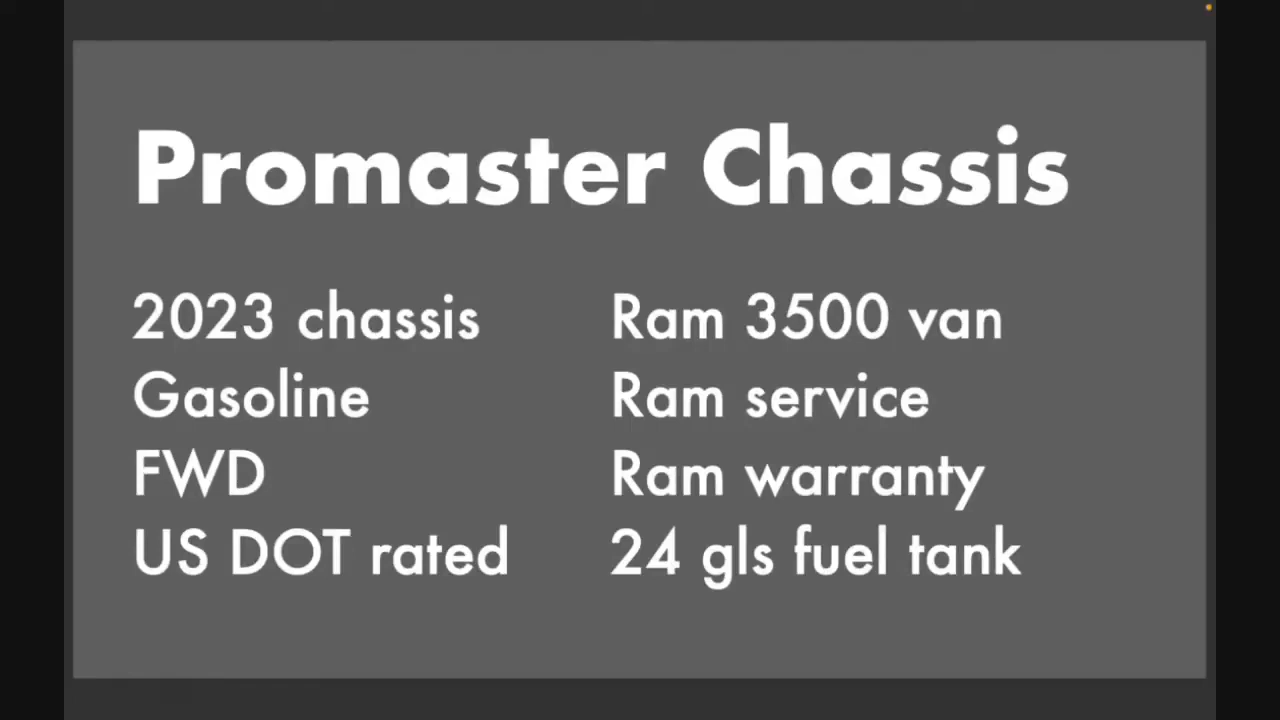 Promaster Chassis
2023 chassis
Gasoline
FWD
US DOT rated
Ram 3500 van
Ram service
Ram warranty
24 gls fuel tank